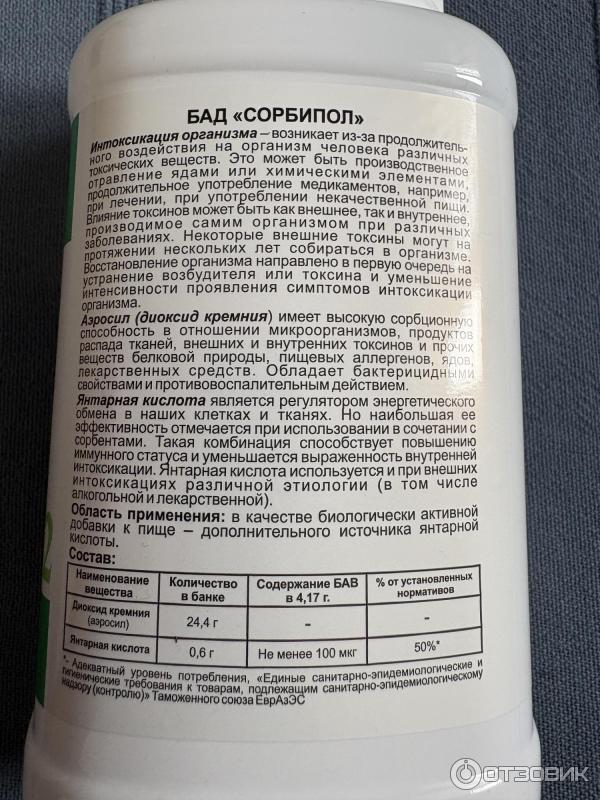 БАД «СОРБИПОЛ»
Интоксикация организма – возникает из-за продолжитель-
ного воздействия на организм человека различных
токсических веществ. Это может быть производственное
отравление ядами или химическими элементами,
продолжительное употребление медикаментов, например,
при лечении, при употреблении некачественной пищи.
Влияние токсинов может быть как внешнее, так и внутреннее,
производимое самим организмом при различных
заболеваниях. Некоторые внешние токсины могут на
протяжении нескольких лет собираться в организме.
Восстановление организма направлено в первую очередь на
устранение возбудителя или токсина и уменьшение
интенсивности проявления симптомов интоксикации
организма.
Аэросил (диоксид кремния) имеет высокую сорбционную
способность в отношении микроорганизмов, продуктов
распада тканей, внешних и внутренних токсинов и прочих
веществ белковой природы, пищевых аллергенов, ядов,
лекарственных средств. Обладает бактерицидными
свойствами и противовоспалительным действием.
Янтарная кислота является регулятором энергетического
обмена в наших клетках и тканях. Но наибольшая ее
эффективность отмечается при использовании в сочетании с
сорбентами. Такая комбинация способствует повышению
иммунного статуса и уменьшается выраженность внутренней
интоксикации. Янтарная кислота используется и при внешних
интоксикациях различной этиологии (в том числе
алкогольной и лекарственной).
Область применения: в качестве биологически активной
добавки к пище – дополнительного источника янтарной
кислоты.
Состав:
Наименование вещества Количество в банке Содержание БАВ в 4,17 г. % от установленных нормативов
Диоксид кремния (аэросил) 24,4 г - -
Янтарная кислота 0,6 г Не менее 100 мкг 50%*
*- Адекватный уровень потребления, «Единые санитарно-эпидемиологические и
гигиенические требования к товарам, подлежащим санитарно-эпидемиологическому
надзору (контролю)» Таможенного союза ЕврАзЭС
2
ОТЗОВИК